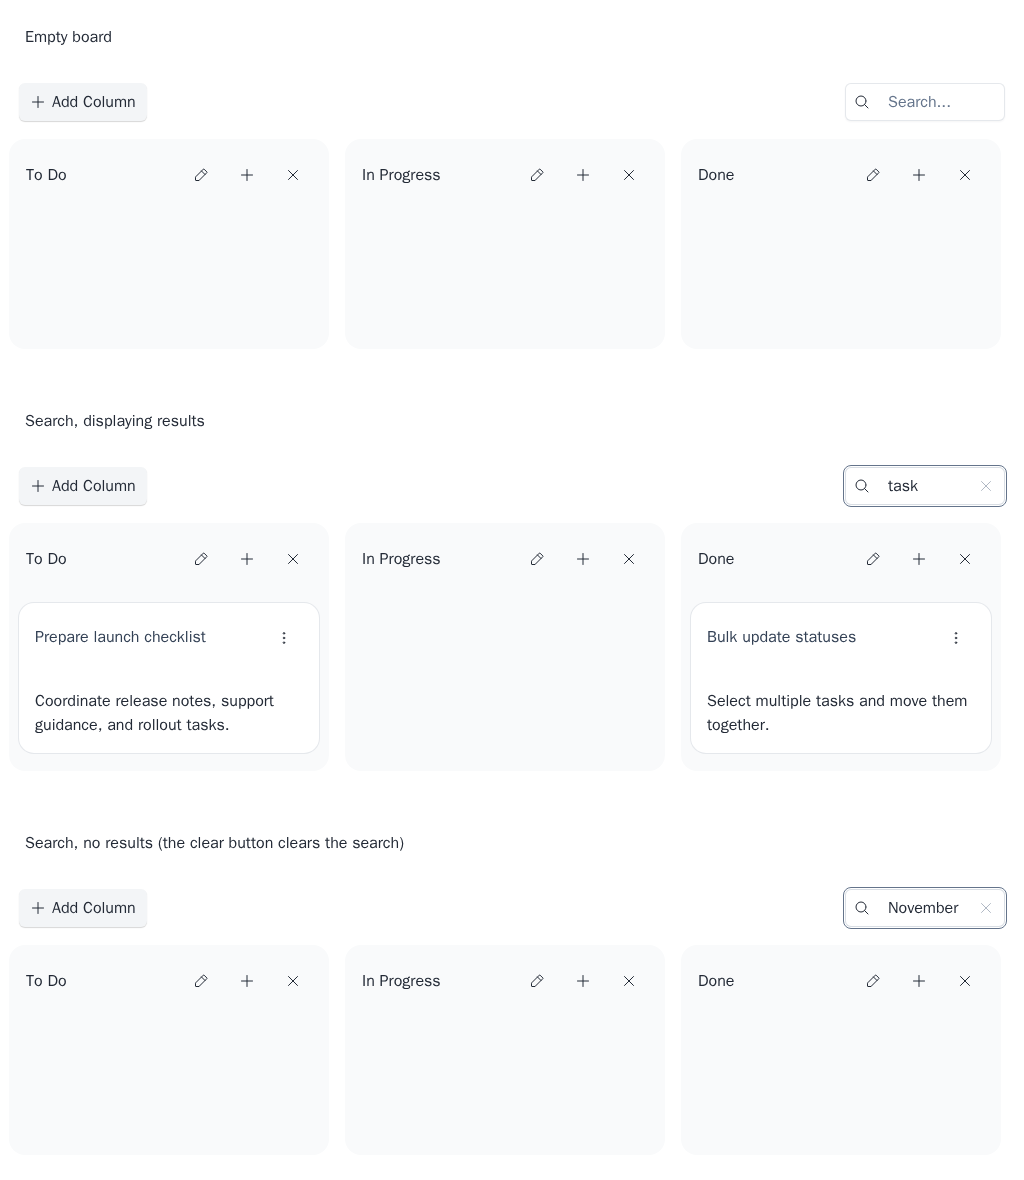 Empty board
Add Column
Search...
To Do
In Progress
Done
Search, displaying results
Add Column
task
To Do
In Progress
Done
Prepare launch checklist
Coordinate release notes, support
guidance, and rollout tasks.
Bulk update statuses
Select multiple tasks and move them
together.
Search, no results (the clear button clears the search)
Add Column
November
To Do
In Progress
Done